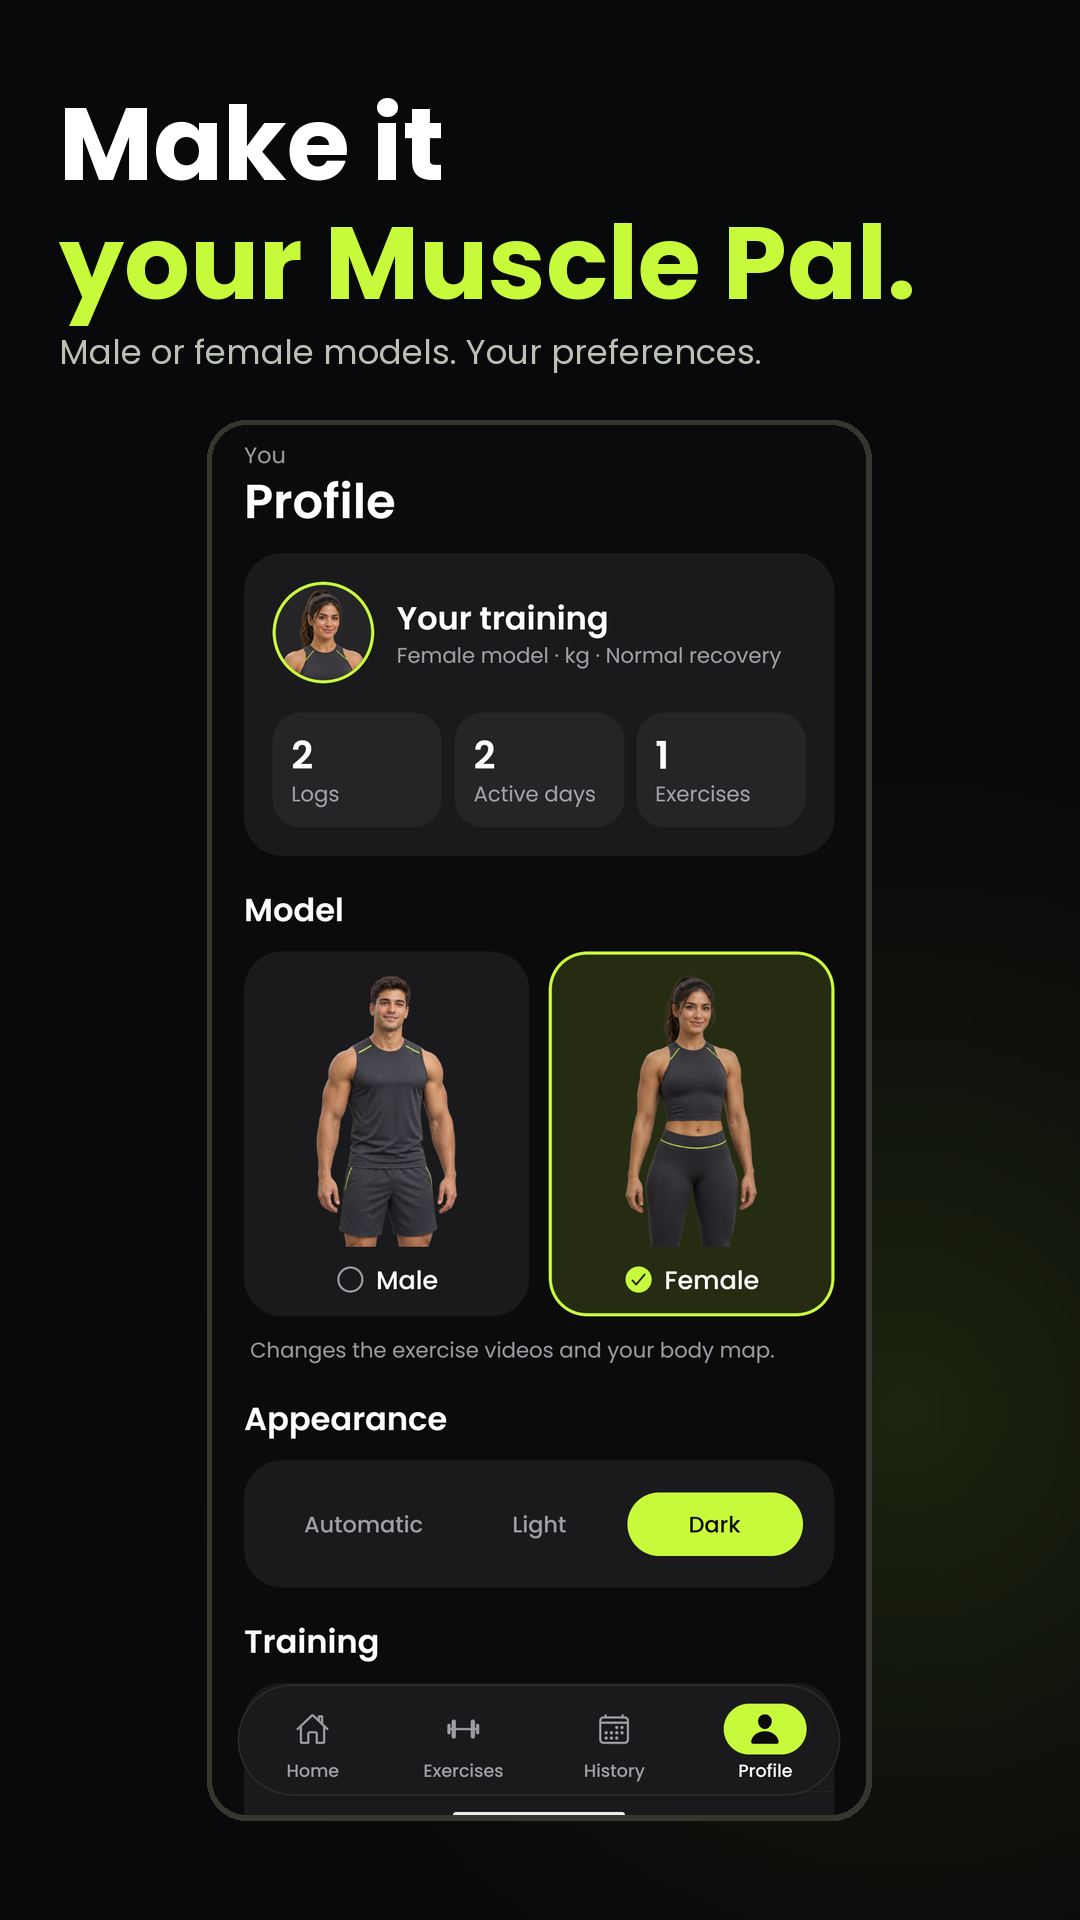 Make it
your Muscle Pal.
Male or female models. Your preferences.
You
Profile
Your training
Female model · kg · Normal recovery
2
Logs
2
Active days
1
Exercises
Model
Male
Female
Changes the exercise videos and your body map.
Appearance
Automatic
Light
Dark
Training
Home
Exercises
History
Profile